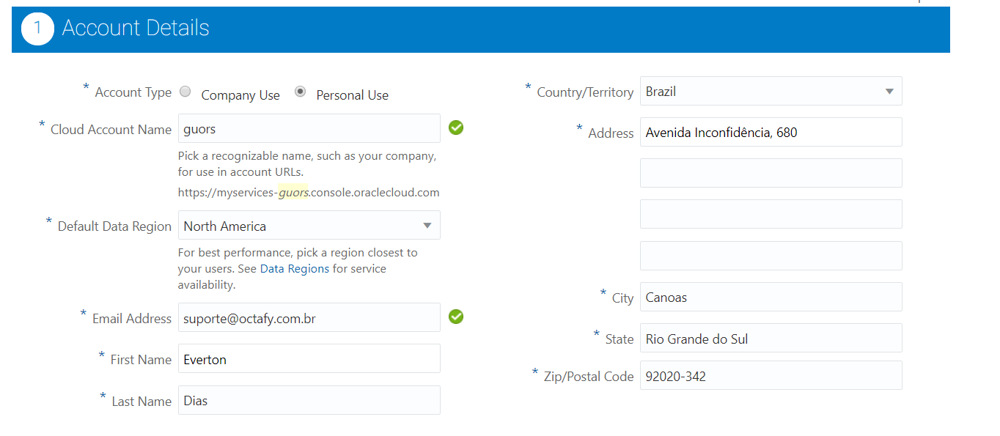 1 Account Details
* Account Type Company Use Personal Use
* Cloud Account Name guors
Pick a recognizable name, such as your company,
for use in account URLs.
https://myservices-guors.console.oraclecloud.com
* Default Data Region North America
For best performance, pick a region closest to
your users. See Data Regions for service
availability.
* Email Address suporte@octafy.com.br
* First Name Everton
* Last Name Dias
* Country/Territory Brazil
* Address Avenida Inconfidência, 680
* City Canoas
* State Rio Grande do Sul
* Zip/Postal Code 92020-342